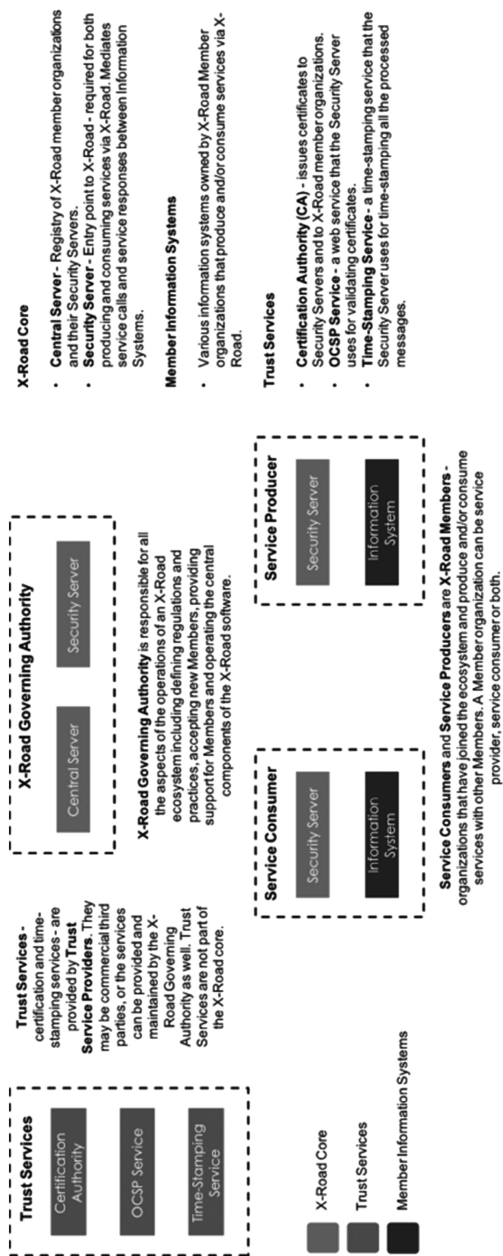 Trust Services
Certification
Authority
OCSP Service
Time-Stamping
Service
Trust Services -
certification and time-
stamping services - are
provided by Trust
Service Providers. They
may be commercial third
parties, or the services
can be provided and
maintained by the X-
Road Governing
Authority as well. Trust
Services are not part of
the X-Road core.
X-Road Governing Authority
Central Server
Security Server
X-Road Governing Authority is responsible for all
the aspects of the operations of an X-Road
ecosystem including defining regulations and
practices, accepting new Members, providing
support for Members and operating the central
components of the X-Road software.
X-Road Core
• Central Server - Registry of X-Road member organizations
and their Security Servers.
• Security Server - Entry point to X-Road - required for both
producing and consuming services via X-Road. Mediates
service calls and service responses between Information
Systems.
Member Information Systems
• Various information systems owned by X-Road Member
organizations that produce and/or consume services via X-
Road.
Trust Services
• Certification Authority (CA) - issues certificates to
Security Servers and to X-Road member organizations.
• OCSP Service - a web service that the Security Server
uses for validating certificates.
• Time-Stamping Service - a time-stamping service that the
Security Server uses for time-stamping all the processed
messages.
Service Consumer
Security Server
Information
System
Service Producer
Security Server
Information
System
Service Consumers and Service Producers are X-Road Members -
organizations that have joined the ecosystem and produce and/or consume
services with other Members. A Member organization can be service
provider, service consumer or both.
X-Road Core
Trust Services
Member Information Systems